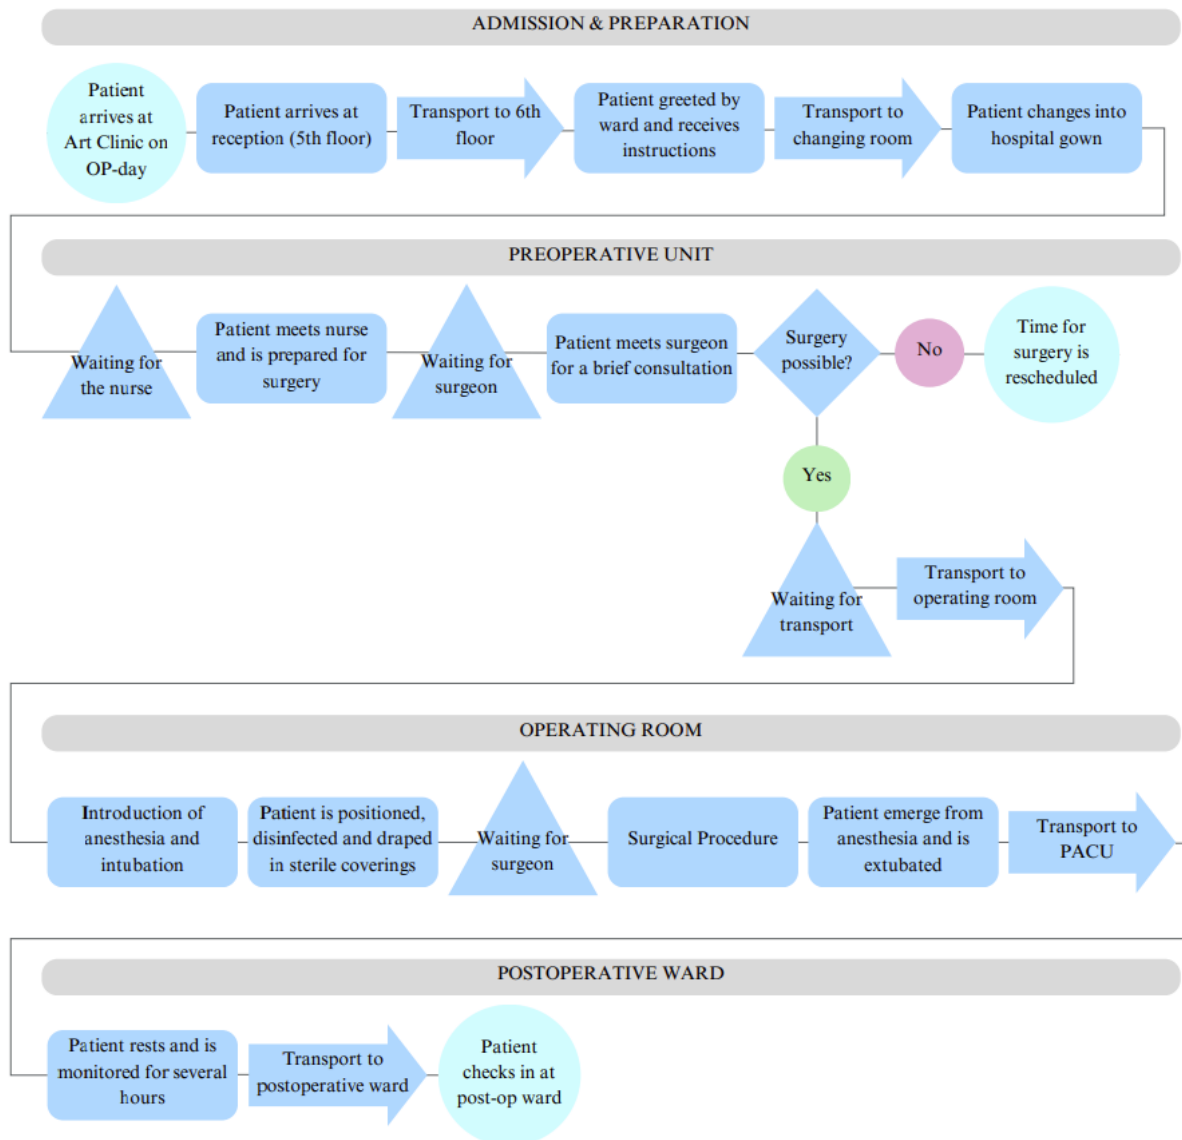 ADMISSION & PREPARATION
Patient
arrives at
Art Clinic on
OP-day
Patient arrives at
reception (5th floor)
Transport to 6th
floor
Patient greeted by
ward and receives
instructions
Transport to
changing room
Patient changes into
hospital gown
PREOPERATIVE UNIT
Waiting for
the nurse
Patient meets nurse
and is prepared for
surgery
Waiting for
surgeon
Patient meets surgeon
for a brief consultation
Surgery
possible?
No
Time for
surgery is
rescheduled
Yes
Waiting for
transport
Transport to
operating room
OPERATING ROOM
Introduction of
anesthesia and
intubation
Patient is positioned,
disinfected and draped
in sterile coverings
Waiting for
surgeon
Surgical Procedure
Patient emerge from
anesthesia and is
extubated
Transport to
PACU
POSTOPERATIVE WARD
Patient rests and is
monitored for several
hours
Transport to
postoperative ward
Patient
checks in at
post-op ward